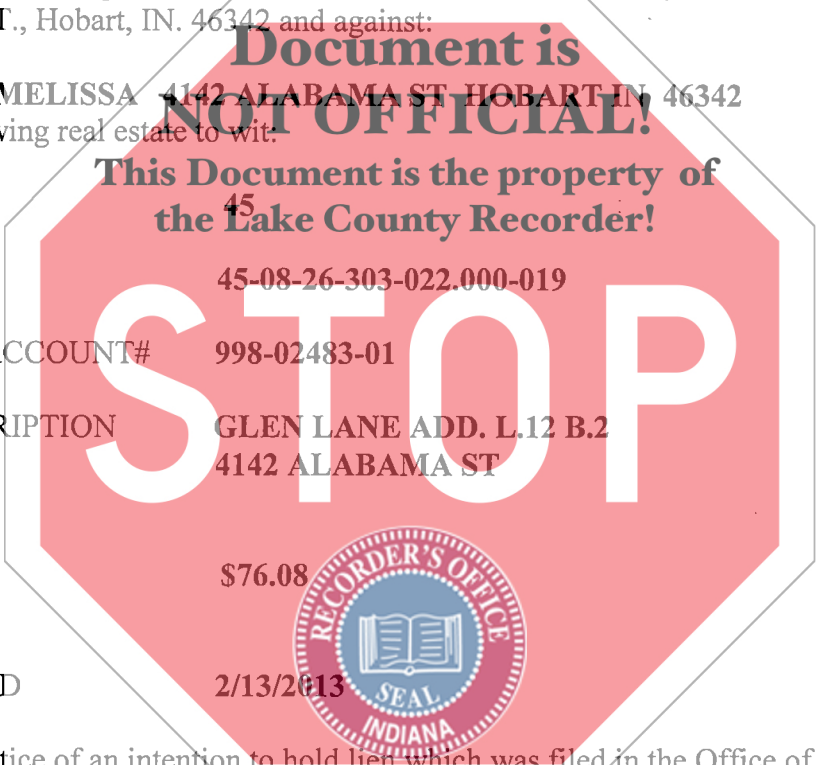 T., Hobart, IN. 46342 and against:
Document is
MELISSA 4142 ALABAMA ST HOBART IN 46342
NOT OFFICIAL!
ving real estate to wit:
This Document is the property of
45
the Lake County Recorder!
45-08-26-303-022.000-019
STOP
CCOUNT# 998-02483-01
RIPTION GLEN LANE ADD. L.12 B.2
4142 ALABAMA ST
$76.08
RECORDER'S OFFICE
SEAL
INDIANA
D 2/13/2013
tice of an intention to hold lien which was filed in the Office of